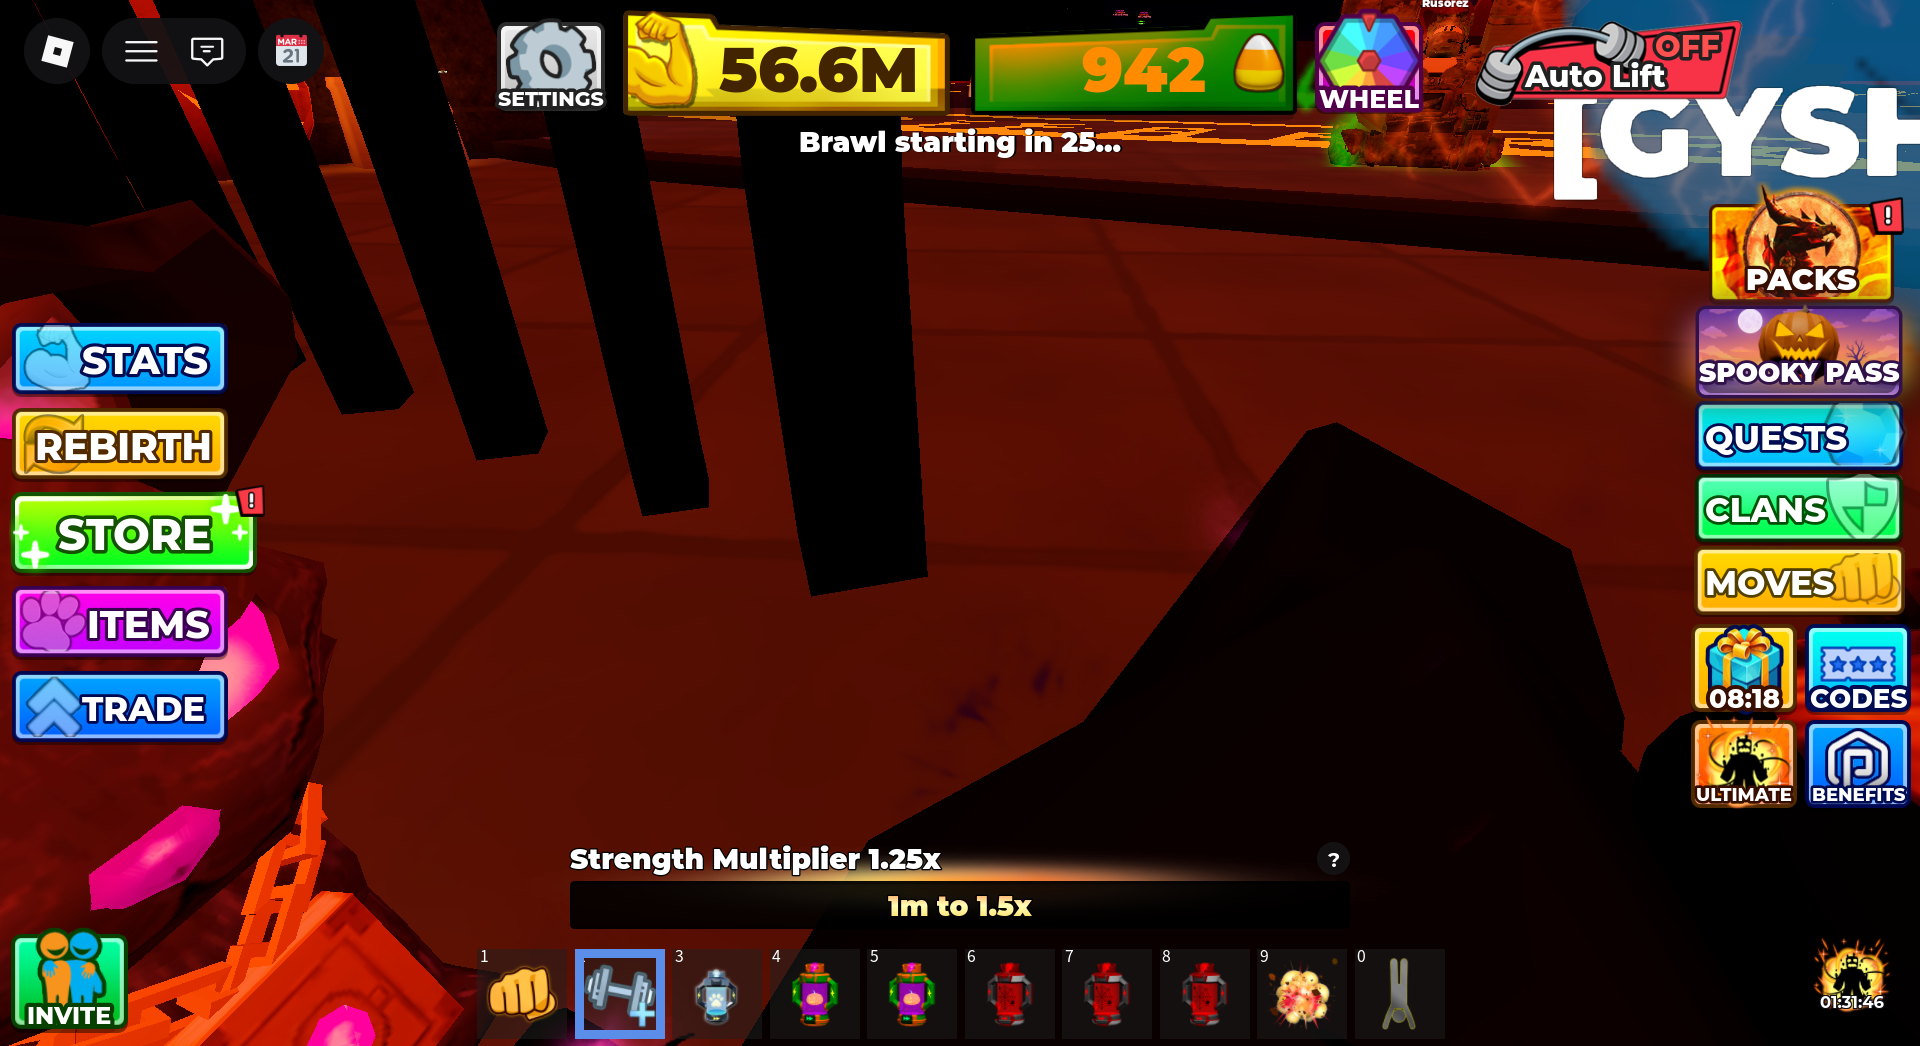 Rusorez
MAR
21
SETTINGS
56.6M
942
WHEEL
OFF
Auto Lift
Brawl starting in 25...
[GYSH
PACKS
SPOOKY PASS
QUESTS
CLANS
MOVES
08:18
CODES
ULTIMATE
BENEFITS
STATS
REBIRTH
STORE
ITEMS
TRADE
INVITE
Strength Multiplier 1.25x
?
1m to 1.5x
1
3
4
5
6
7
8
9
0
01:31:46